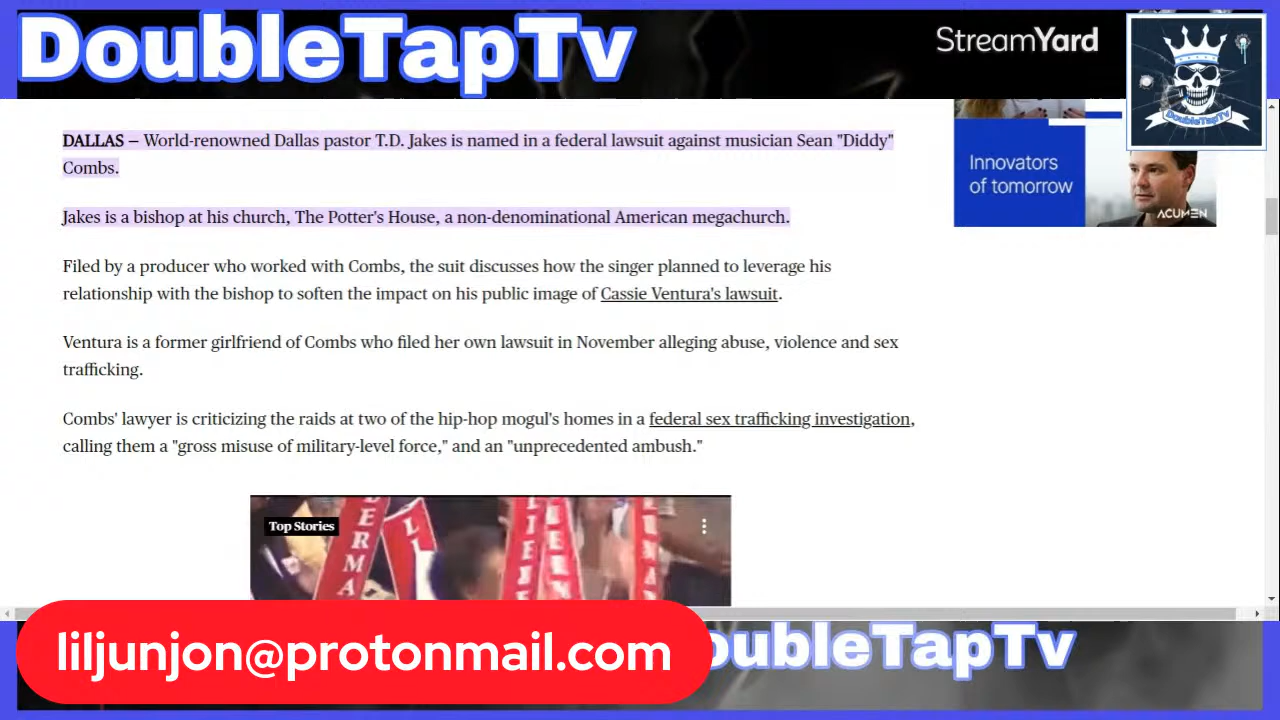 DoubleTapTv
StreamYard
DoubleTapTv
DALLAS — World-renowned Dallas pastor T.D. Jakes is named in a federal lawsuit against musician Sean "Diddy"
Combs.
Innovators
of tomorrow
ACUMEN
Jakes is a bishop at his church, The Potter's House, a non-denominational American megachurch.
Filed by a producer who worked with Combs, the suit discusses how the singer planned to leverage his
relationship with the bishop to soften the impact on his public image of Cassie Ventura's lawsuit.
Ventura is a former girlfriend of Combs who filed her own lawsuit in November alleging abuse, violence and sex
trafficking.
Combs' lawyer is criticizing the raids at two of the hip-hop mogul's homes in a federal sex trafficking investigation,
calling them a "gross misuse of military-level force," and an "unprecedented ambush."
Top Stories
liljunjon@protonmail.com
oubleTapTv